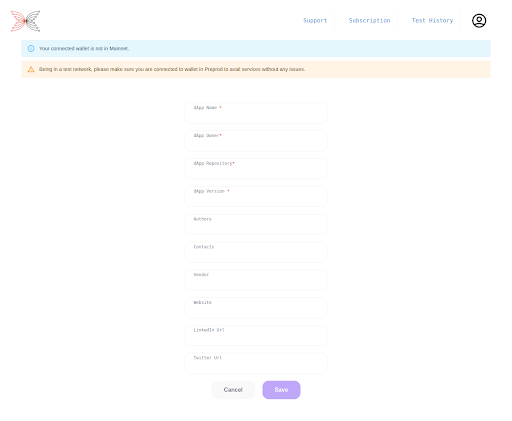 Support Subscription Test History
Your connected wallet is not in Mainnet.
Being in a test network, please make sure you are connected to wallet in Preprod to avail services without any issues.
dApp Name *
dApp Owner*
dApp Repository*
dApp Version *
Authors
Contacts
Vendor
Website
LinkedIn Url
Twitter Url
Cancel Save